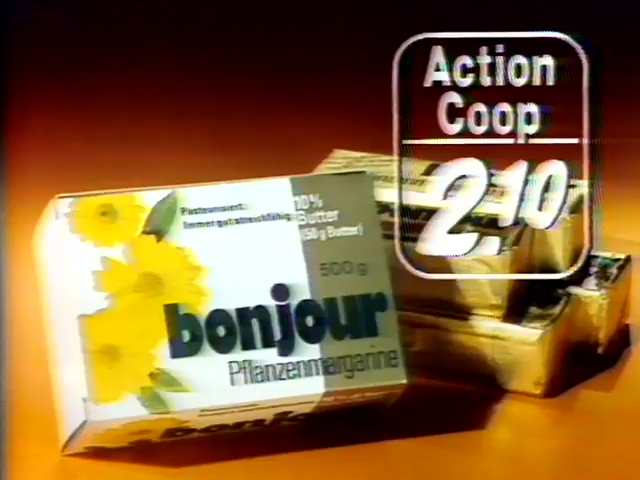 Action
Coop
2.10
Pasteurisiert.
Immer gut streichfähig
10%
Butter
(50 g Butter)
500 g
bonjour
Pflanzenmargarine